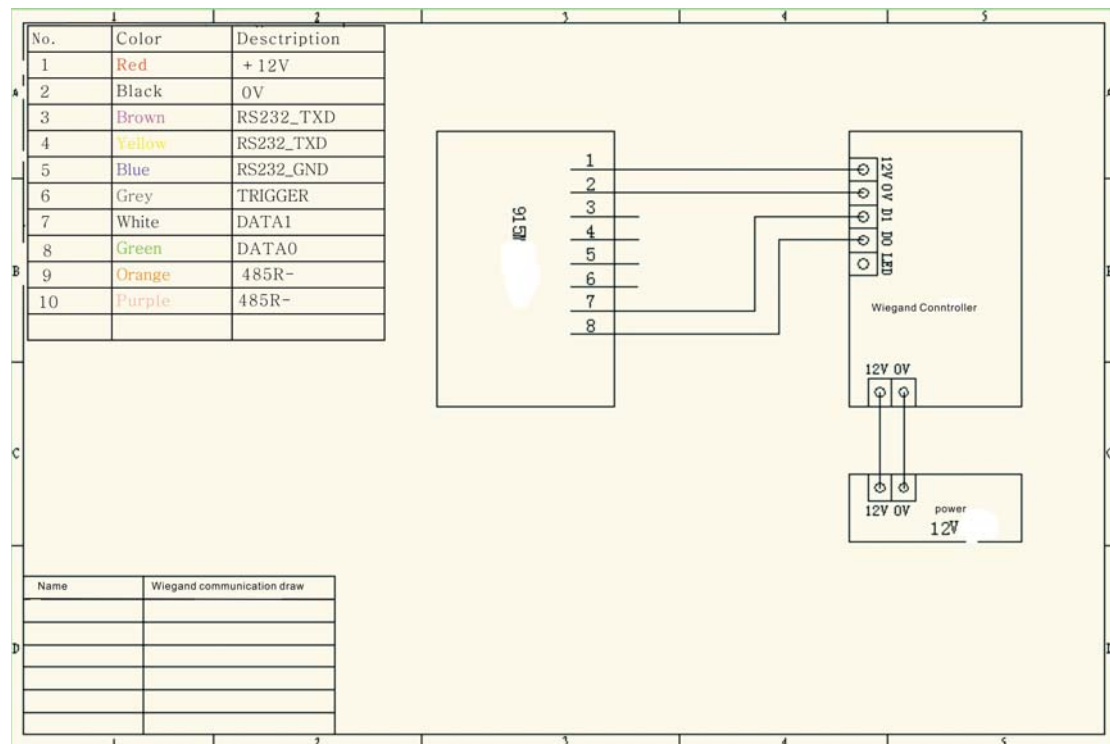 1 2 3 4 5
No. Color Desctription
1 Red +12V
2 Black 0V
3 Brown RS232_TXD
4 Yellow RS232_TXD
5 Blue RS232_GND
6 Grey TRIGGER
7 White DATA1
8 Green DATA0
9 Orange 485R-
10 Purple 485R-
A
B
C
D
1
2
3
4
5
6
7
8
12V
0V
D1
D0
LED
Wiegand Conntroller
12V 0V
12V 0V
power
12V
Name Wiegand communication draw
1 2 3 4 5